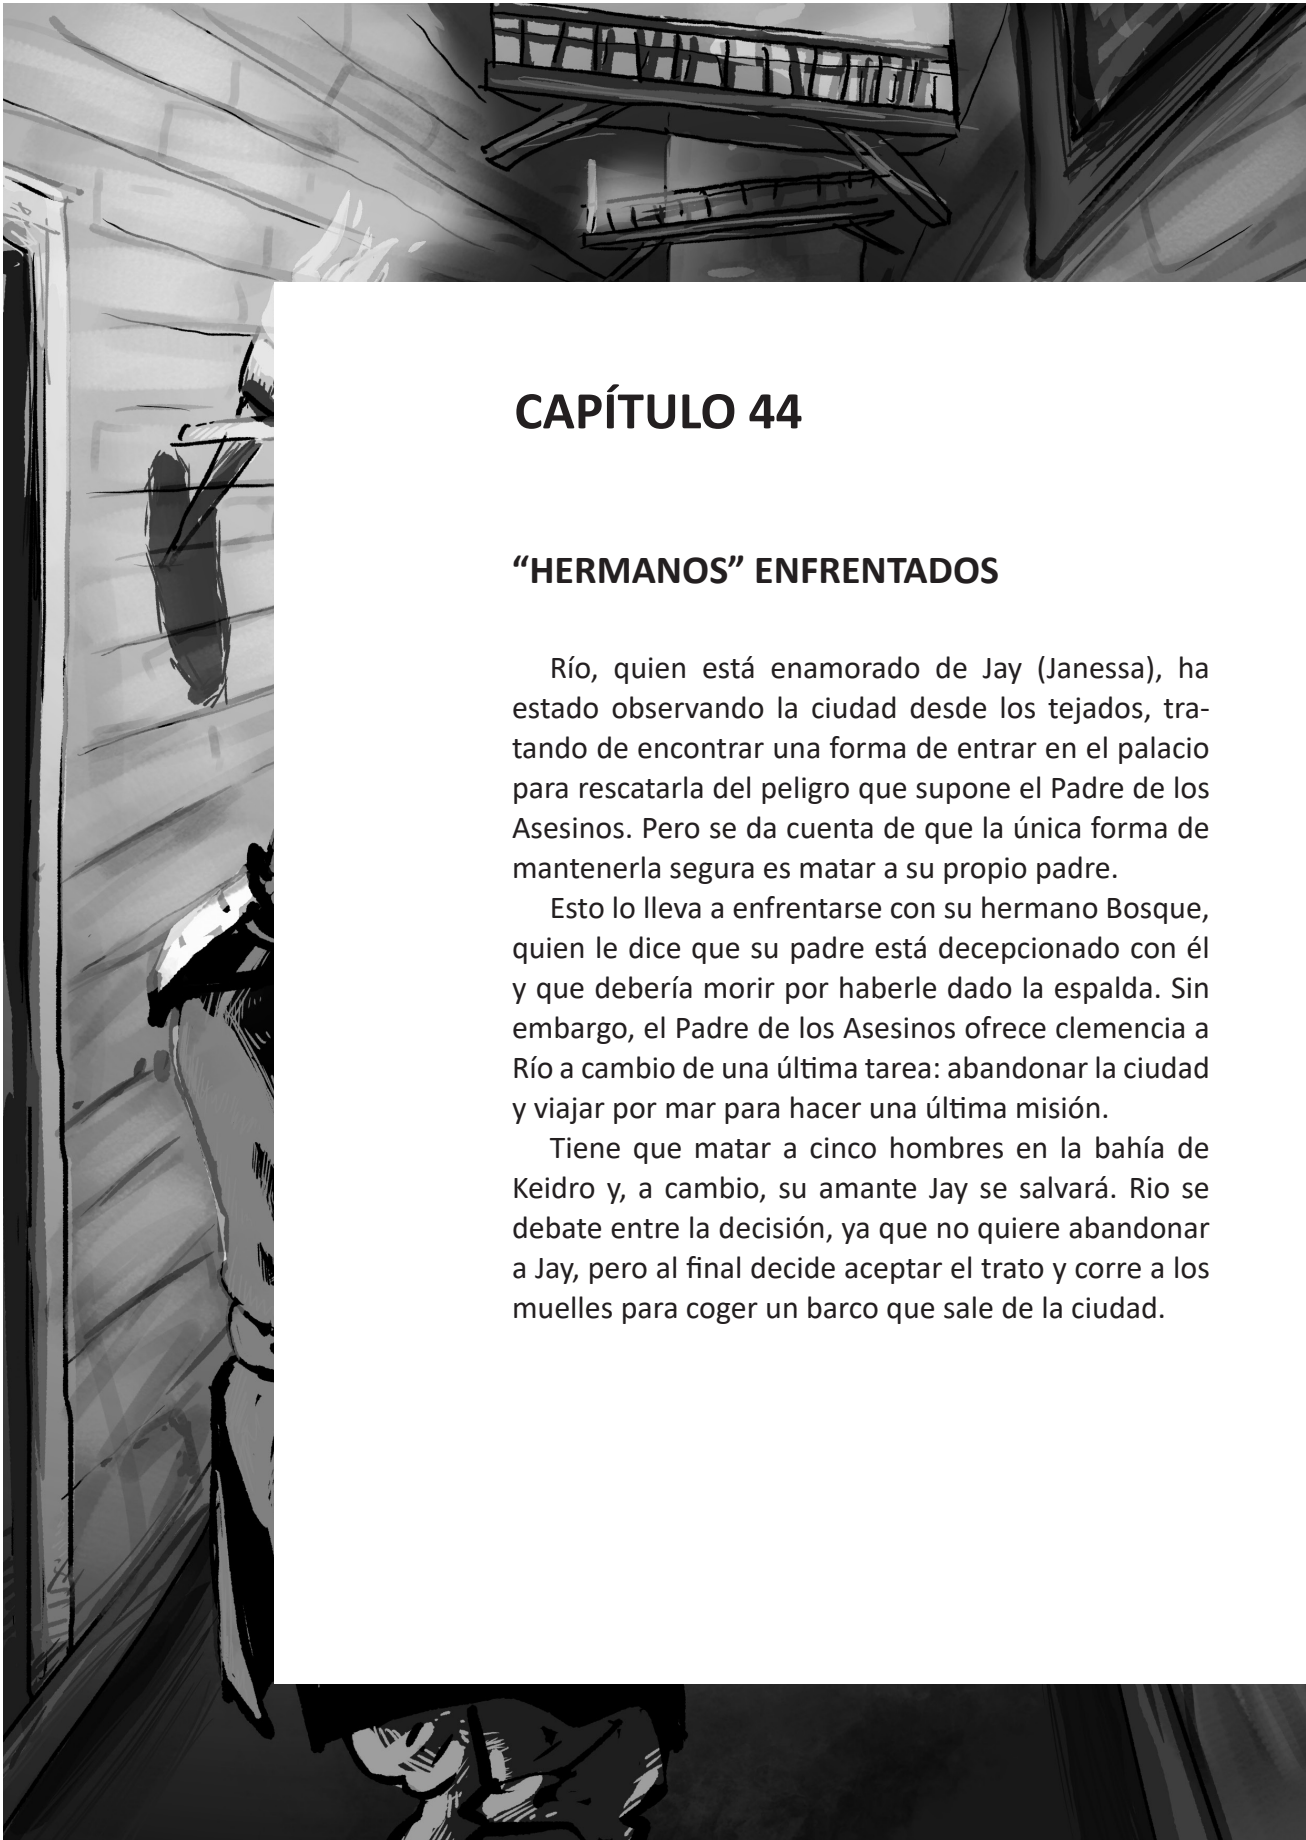 CAPÍTULO 44
“HERMANOS” ENFRENTADOS
Río, quien está enamorado de Jay (Janessa), ha
estado observando la ciudad desde los tejados, tra-
tando de encontrar una forma de entrar en el palacio
para rescatarla del peligro que supone el Padre de los
Asesinos. Pero se da cuenta de que la única forma de
mantenerla segura es matar a su propio padre.
Esto lo lleva a enfrentarse con su hermano Bosque,
quien le dice que su padre está decepcionado con él
y que debería morir por haberle dado la espalda. Sin
embargo, el Padre de los Asesinos ofrece clemencia a
Río a cambio de una última tarea: abandonar la ciudad
y viajar por mar para hacer una última misión.
Tiene que matar a cinco hombres en la bahía de
Keidro y, a cambio, su amante Jay se salvará. Rio se
debate entre la decisión, ya que no quiere abandonar
a Jay, pero al final decide aceptar el trato y corre a los
muelles para coger un barco que sale de la ciudad.